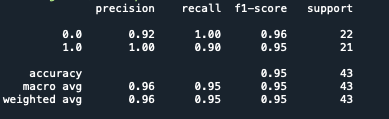 precision recall f1-score support
0.0 0.92 1.00 0.96 22
1.0 1.00 0.90 0.95 21
accuracy 0.95 43
macro avg 0.96 0.95 0.95 43
weighted avg 0.96 0.95 0.95 43